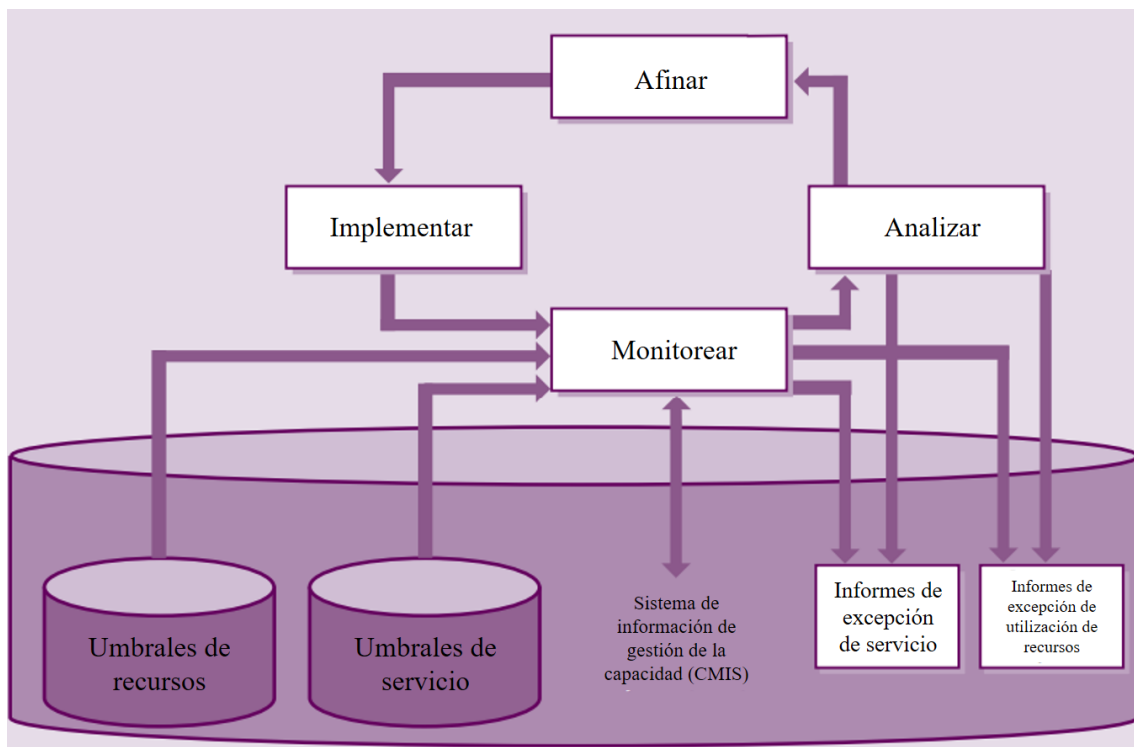 Afinar
Implementar
Analizar
Monitorear
Umbrales de
recursos
Umbrales de
servicio
Sistema de
información de
gestión de la
capacidad (CMIS)
Informes de
excepción
de servicio
Informes de
excepción de
utilización de
recursos